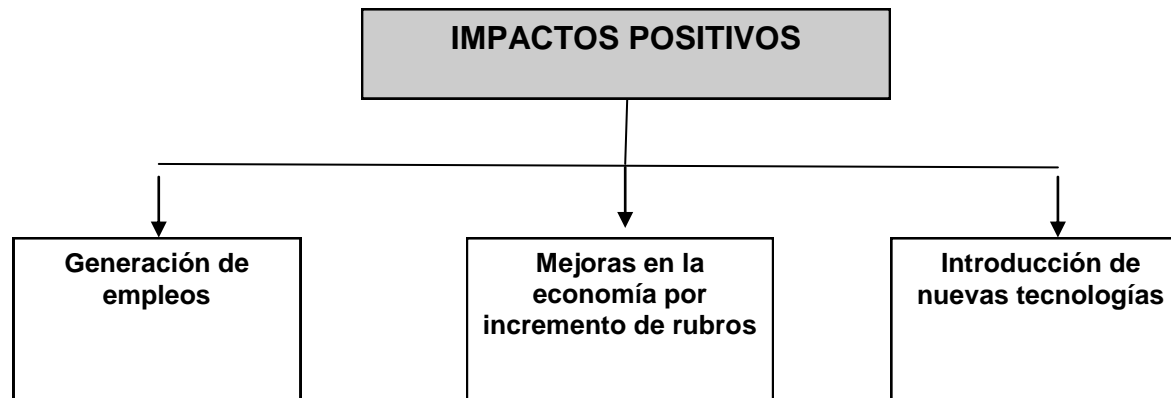 IMPACTOS POSITIVOS
Generación de
empleos
Mejoras en la
economía por
incremento de rubros
Introducción de
nuevas tecnologías